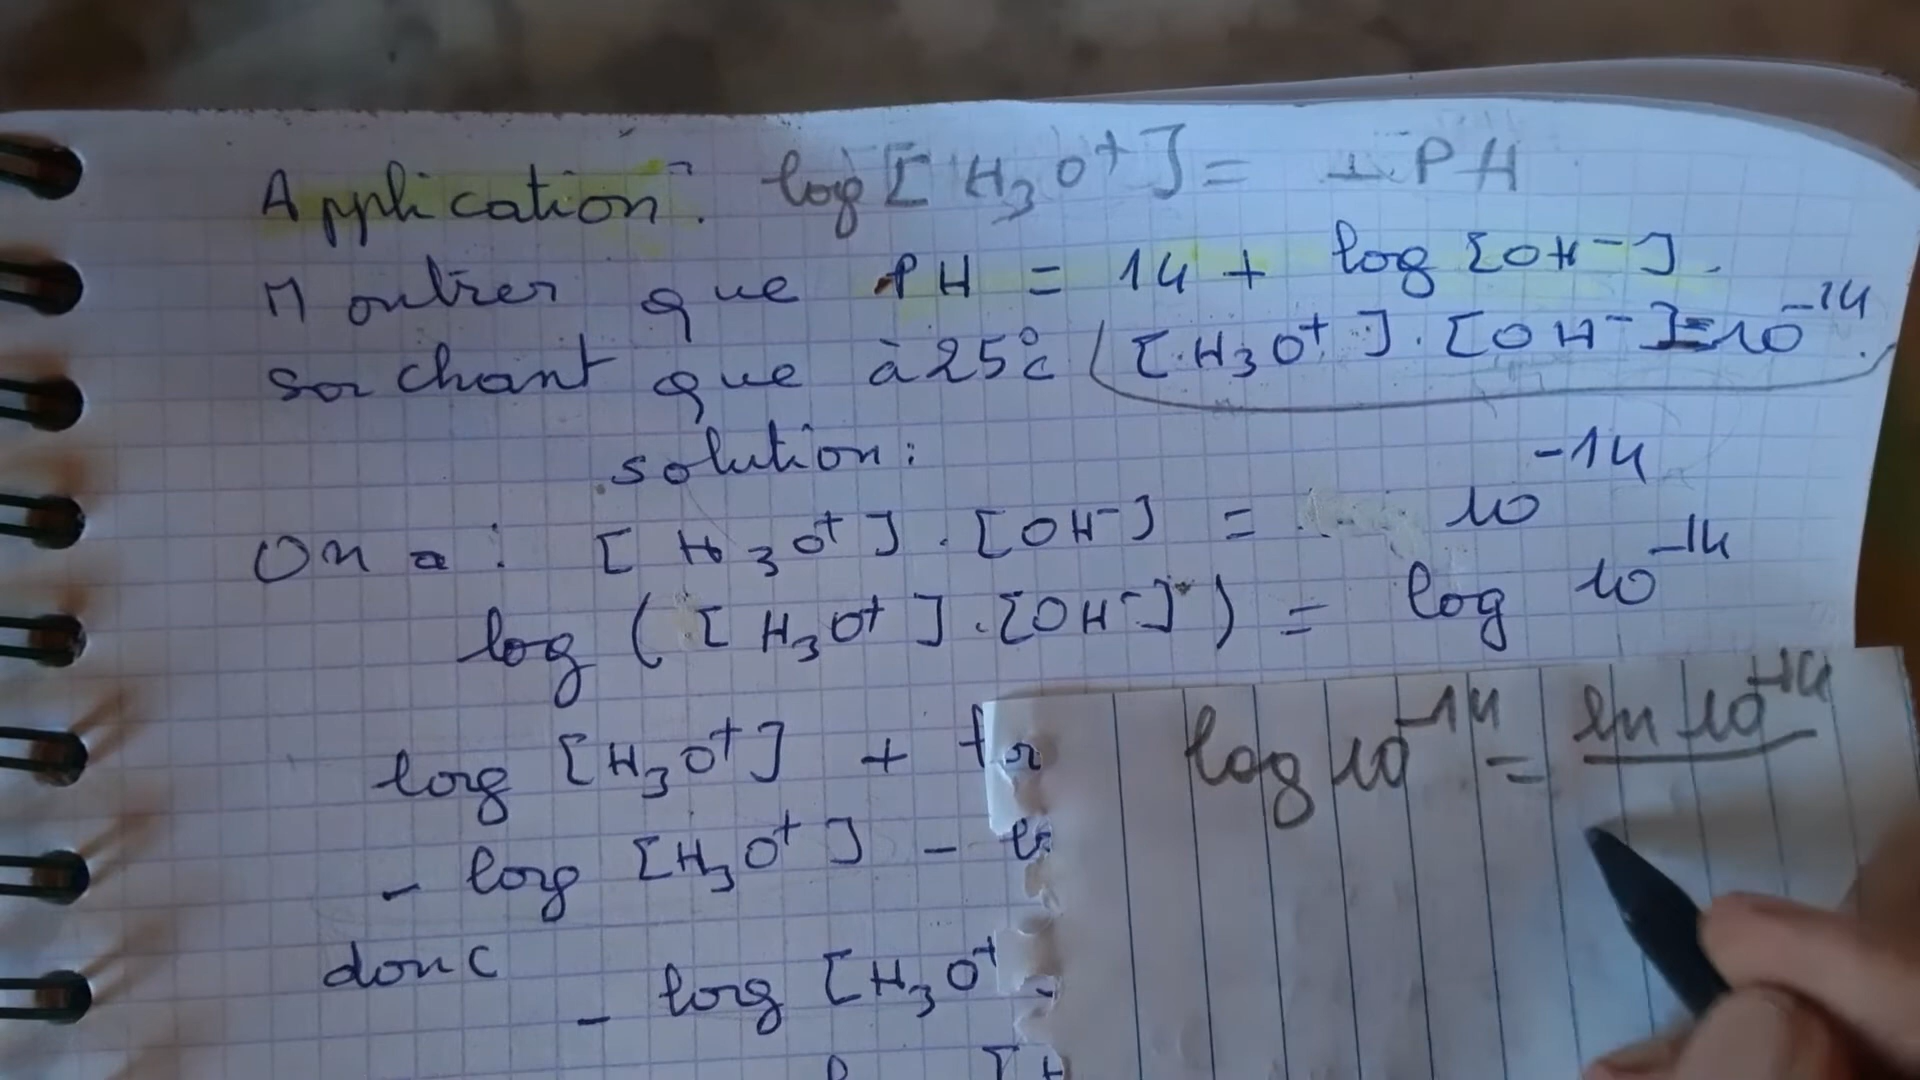 Application: log [H₃O⁺] = - PH
Montrer que PH = 14 + log [OH⁻].
sachant que à 25°c ([H₃O⁺].[OH⁻]=10⁻¹⁴.
solution:
On a: [H₃O⁺].[OH⁻] = 10⁻¹⁴
log ([H₃O⁺].[OH⁻]) = log 10⁻¹⁴
log [H₃O⁺] +
- log [H₃O⁺] -
donc - log [H₃O⁺
log 10⁻¹⁴ = ln 10⁻¹⁴